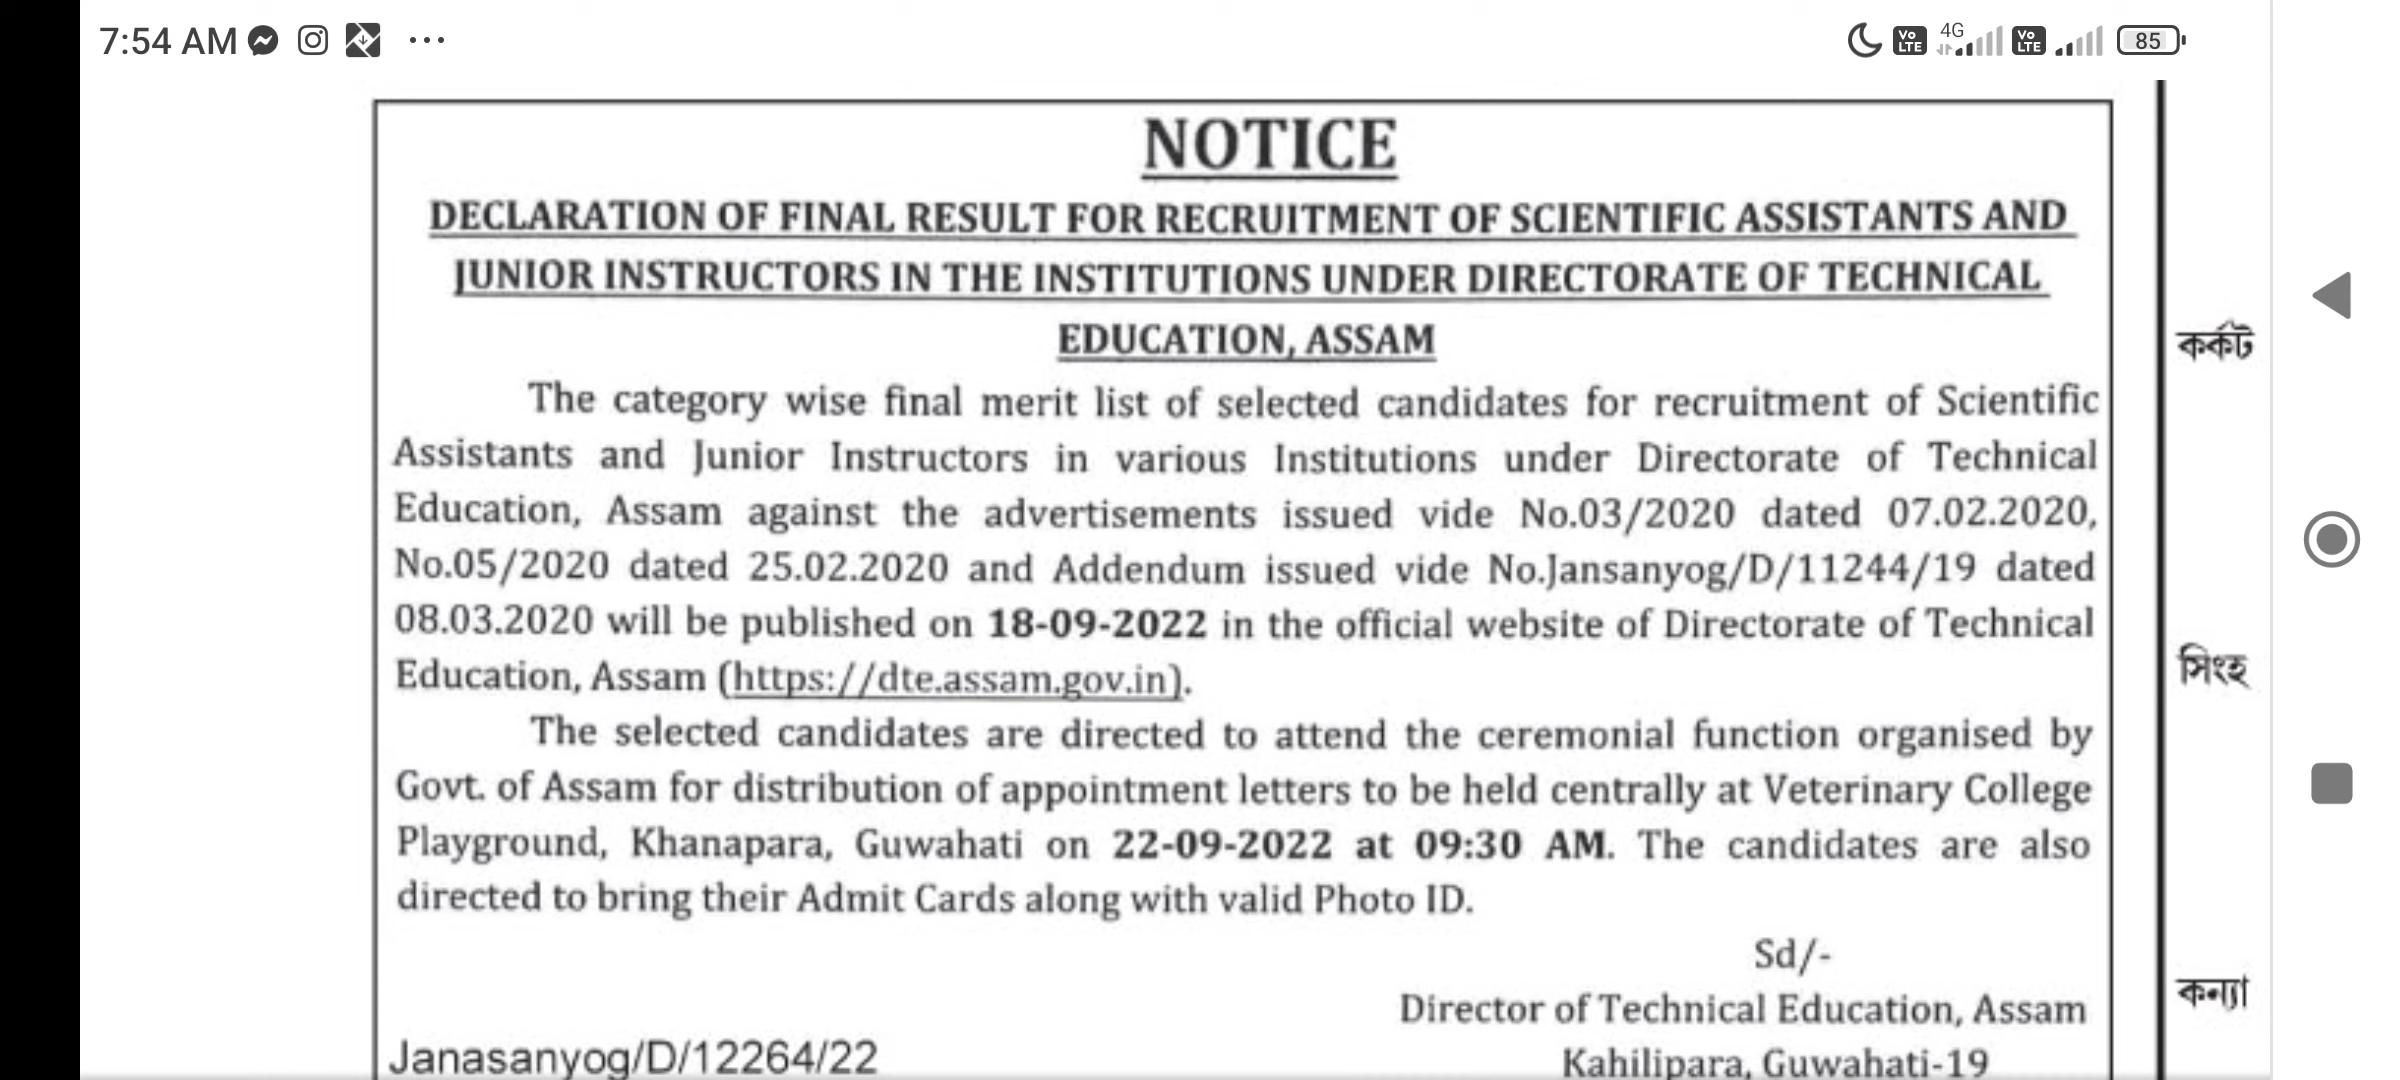 7:54 AM
Vo LTE 4G Vo LTE 85
NOTICE
DECLARATION OF FINAL RESULT FOR RECRUITMENT OF SCIENTIFIC ASSISTANTS AND
JUNIOR INSTRUCTORS IN THE INSTITUTIONS UNDER DIRECTORATE OF TECHNICAL
EDUCATION, ASSAM
The category wise final merit list of selected candidates for recruitment of Scientific
Assistants and Junior Instructors in various Institutions under Directorate of Technical
Education, Assam against the advertisements issued vide No.03/2020 dated 07.02.2020,
No.05/2020 dated 25.02.2020 and Addendum issued vide No.Jansanyog/D/11244/19 dated
08.03.2020 will be published on 18-09-2022 in the official website of Directorate of Technical
Education, Assam (https://dte.assam.gov.in).
The selected candidates are directed to attend the ceremonial function organised by
Govt. of Assam for distribution of appointment letters to be held centrally at Veterinary College
Playground, Khanapara, Guwahati on 22-09-2022 at 09:30 AM. The candidates are also
directed to bring their Admit Cards along with valid Photo ID.
Sd/-
Director of Technical Education, Assam
Janasanyog/D/12264/22
Kahilipara, Guwahati-19
কৰ্কট
সিংহ
কন্যা